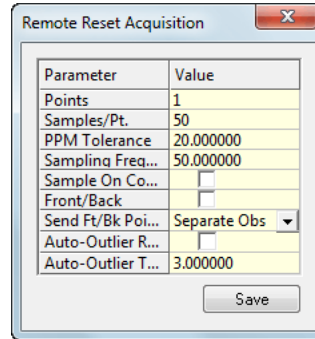 Remote Reset Acquisition
Parameter Value
Points 1
Samples/Pt. 50
PPM Tolerance 20.000000
Sampling Freq... 50.000000
Sample On Co...
Front/Back
Send Ft/Bk Poi... Separate Obs
Auto-Outlier R...
Auto-Outlier T... 3.000000
Save